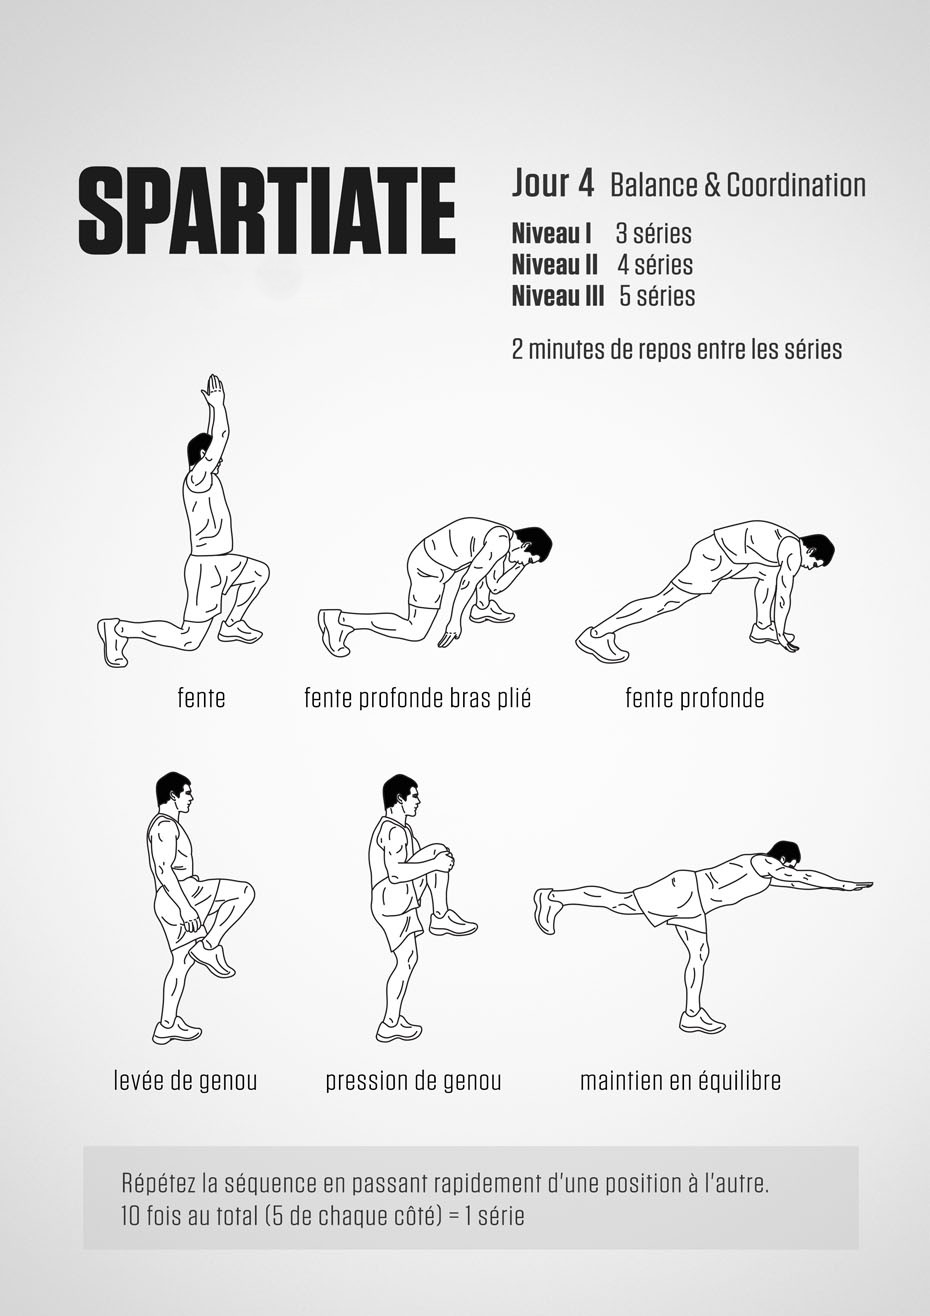 SPARTIATE
Jour 4 Balance & Coordination
Niveau I 3 séries
Niveau II 4 séries
Niveau III 5 séries
2 minutes de repos entre les séries
fente
fente profonde bras plié
fente profonde
levée de genou
pression de genou
maintien en équilibre
Répétez la séquence en passant rapidement d'une position à l'autre.
10 fois au total (5 de chaque côté) = 1 série